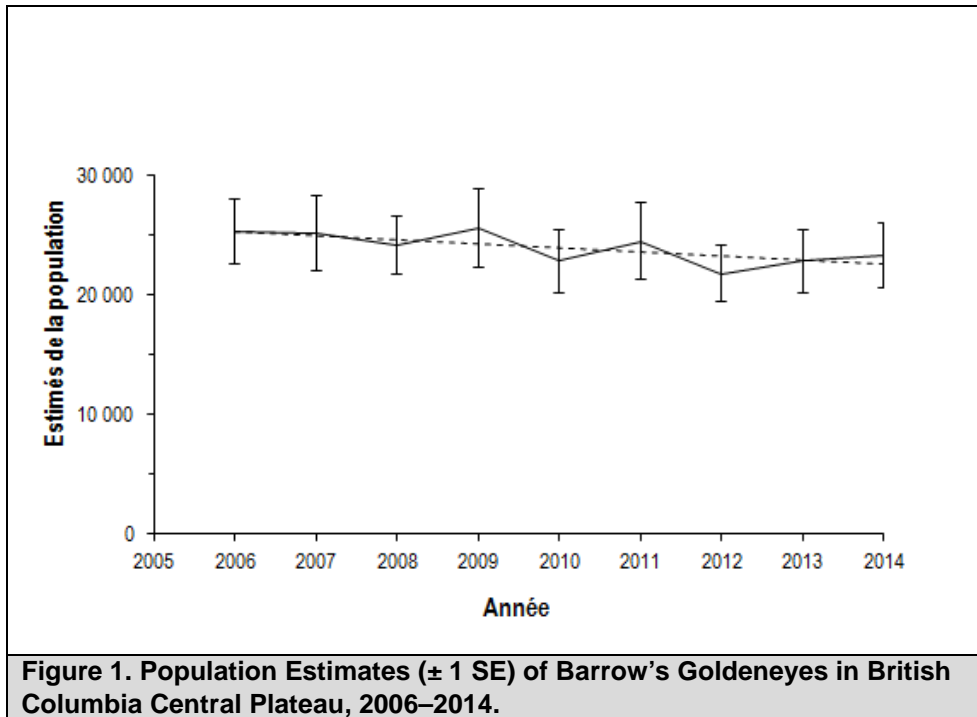 30 000
20 000
10 000
0
Estimés de la population
2005 2006 2007 2008 2009 2010 2011 2012 2013 2014
Année
Figure 1. Population Estimates (± 1 SE) of Barrow’s Goldeneyes in British
Columbia Central Plateau, 2006–2014.